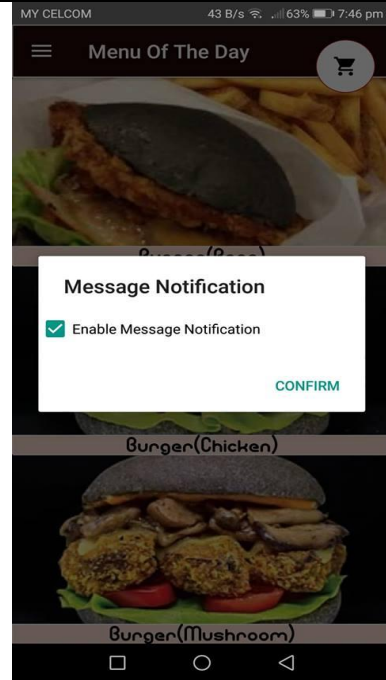 MY CELCOM 43 B/s 63% 7:46 pm
Menu Of The Day
Message Notification
Enable Message Notification
CONFIRM
Burger(Chicken)
Burger(Mushroom)